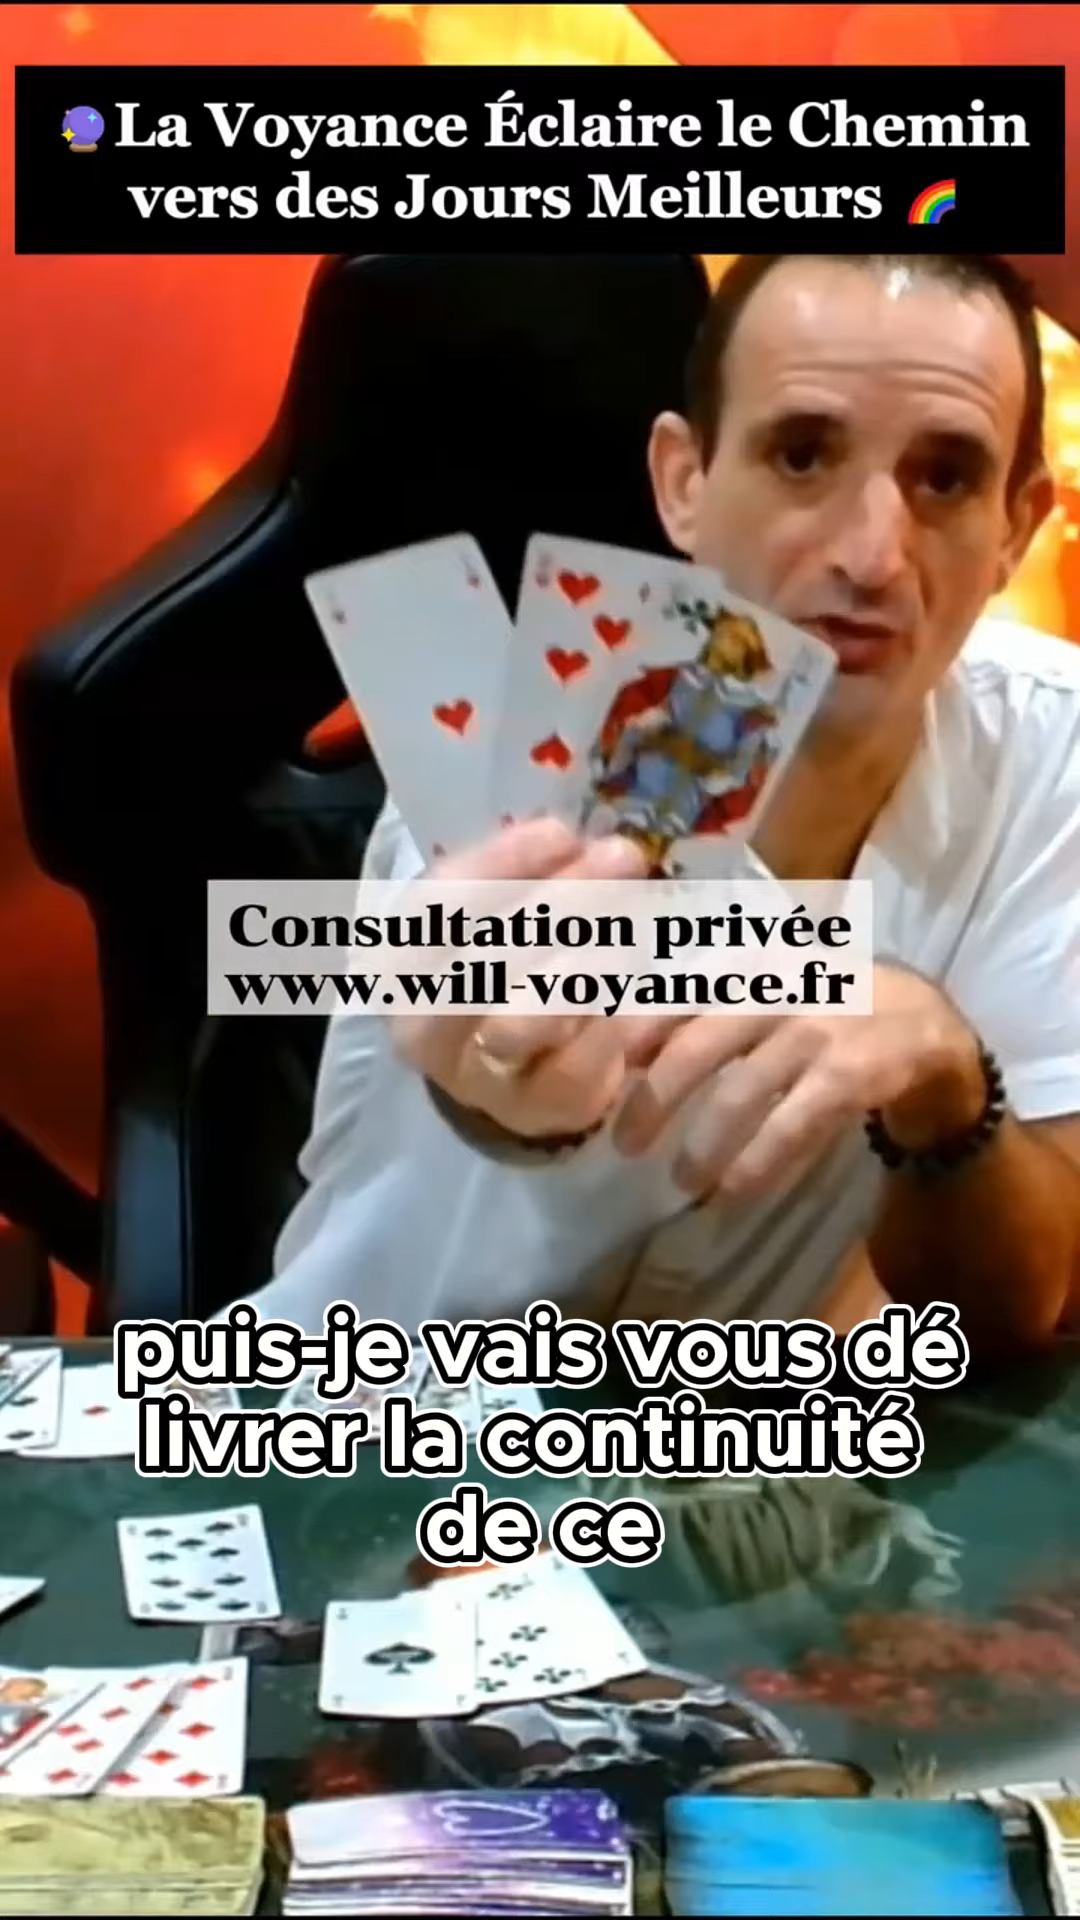 🔮La Voyance Éclaire le Chemin
vers des Jours Meilleurs 🌈
Consultation privée
www.will-voyance.fr
puis-je vais vous dé
livrer la continuité
de ce